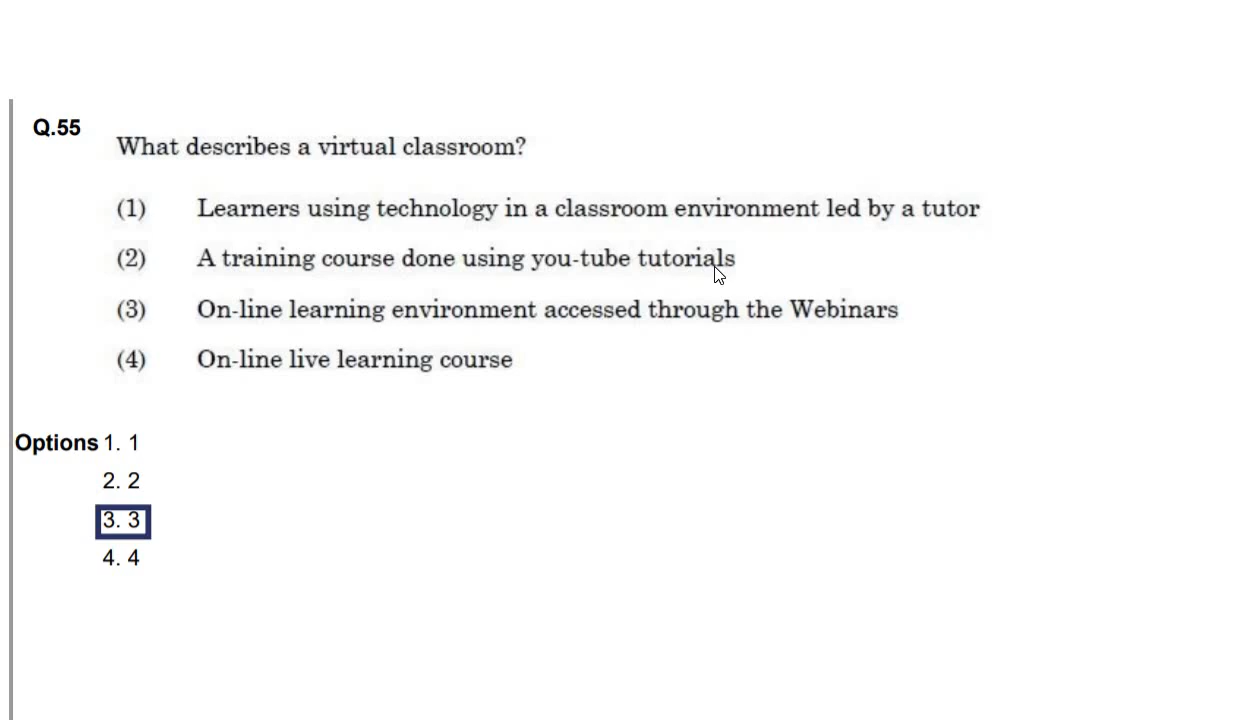 Q.55
What describes a virtual classroom?
(1) Learners using technology in a classroom environment led by a tutor
(2) A training course done using you-tube tutorials
(3) On-line learning environment accessed through the Webinars
(4) On-line live learning course
Options 1. 1
2. 2
3. 3
4. 4